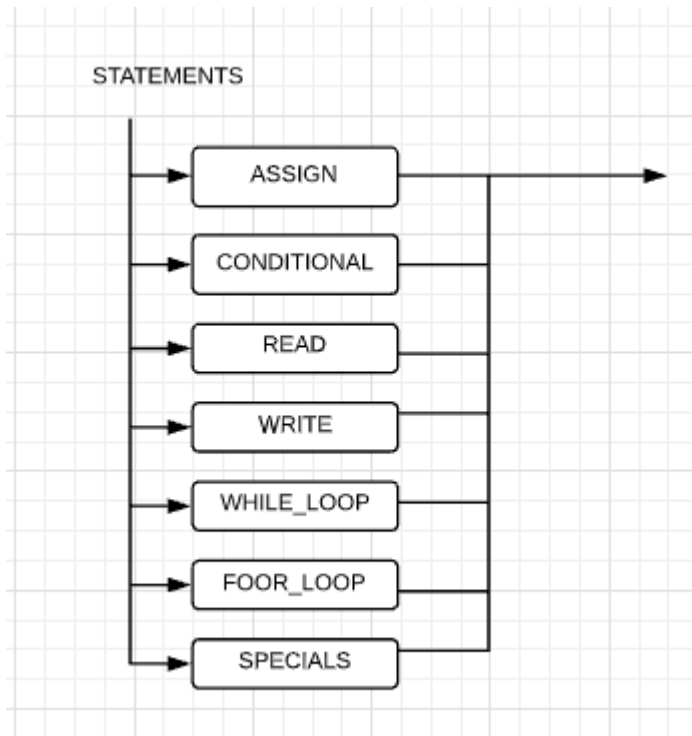 STATEMENTS
ASSIGN
CONDITIONAL
READ
WRITE
WHILE_LOOP
FOOR_LOOP
SPECIALS